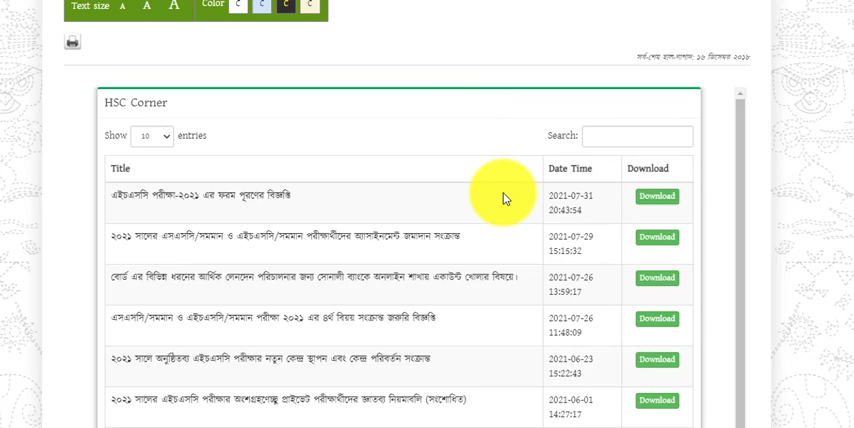 Text size A A A Color C C C C
সর্ব-শেষ হাল-নাগাদ: ১৬ ডিসেম্বর ২০১৮
HSC Corner
Show 10 entries Search:
Title Date Time Download
এইচএসসি পরীক্ষা-২০২১ এর ফরম পূরণের বিজ্ঞপ্তি 2021-07-31 Download
20:43:54
২০২১ সালের এসএসসি/সমমান ও এইচএসসি/সমমান পরীক্ষার্থীদের অ্যাসাইনমেন্ট জমাদান সংক্রান্ত 2021-07-29 Download
15:15:32
বোর্ড এর বিভিন্ন ধরনের আর্থিক লেনদেন পরিচালনার জন্য সোনালী ব্যাংকে অনলাইন শাখায় একাউন্ট খোলার বিষয়ে। 2021-07-26 Download
13:59:17
এসএসসি/সমমান ও এইচএসসি/সমমান পরীক্ষা ২০২১ এর ৪র্থ বিষয় সংক্রান্ত জরুরি বিজ্ঞপ্তি 2021-07-26 Download
11:48:09
২০২১ সালে অনুষ্ঠিতব্য এইচএসসি পরীক্ষার নতুন কেন্দ্র স্থাপন এবং কেন্দ্র পরিবর্তন সংক্রান্ত 2021-06-23 Download
15:22:43
২০২১ সালের এইচএসসি পরীক্ষার অংশগ্রহণেচ্ছু প্রাইভেট পরীক্ষার্থীদের জ্ঞাতব্য নিয়মাবলি (সংশোধিত) 2021-06-01 Download
14:27:17